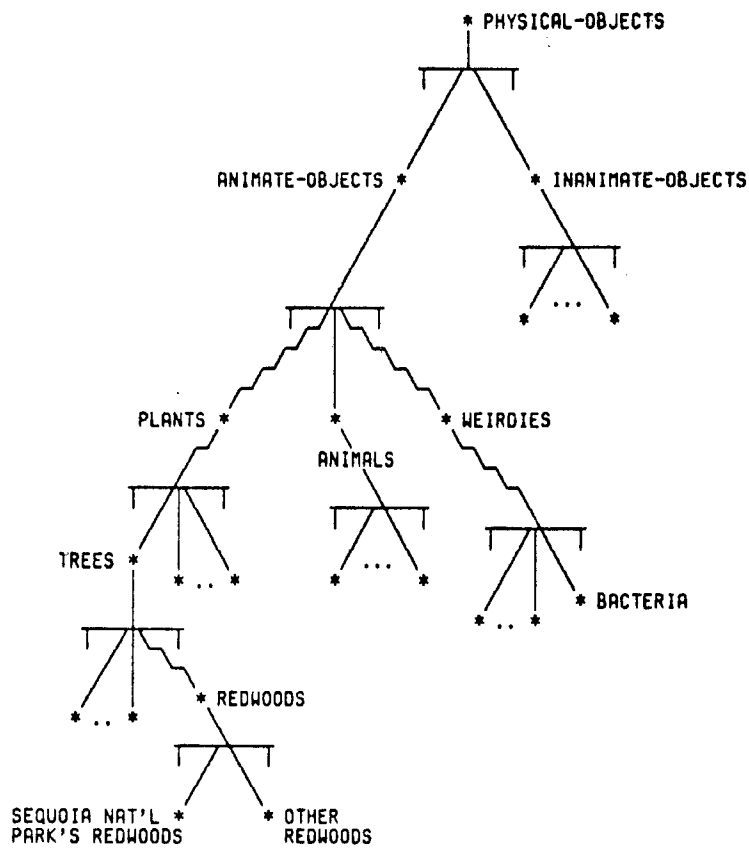 * PHYSICAL-OBJECTS
ANIMATE-OBJECTS *
* INANIMATE-OBJECTS
* ... *
PLANTS *
*
* WEIRDIES
ANIMALS
TREES *
* .. *
* ... *
* BACTERIA
* .. *
* REDWOODS
* .. *
SEQUOIA NAT'L *
PARK'S REDWOODS
* OTHER
REDWOODS